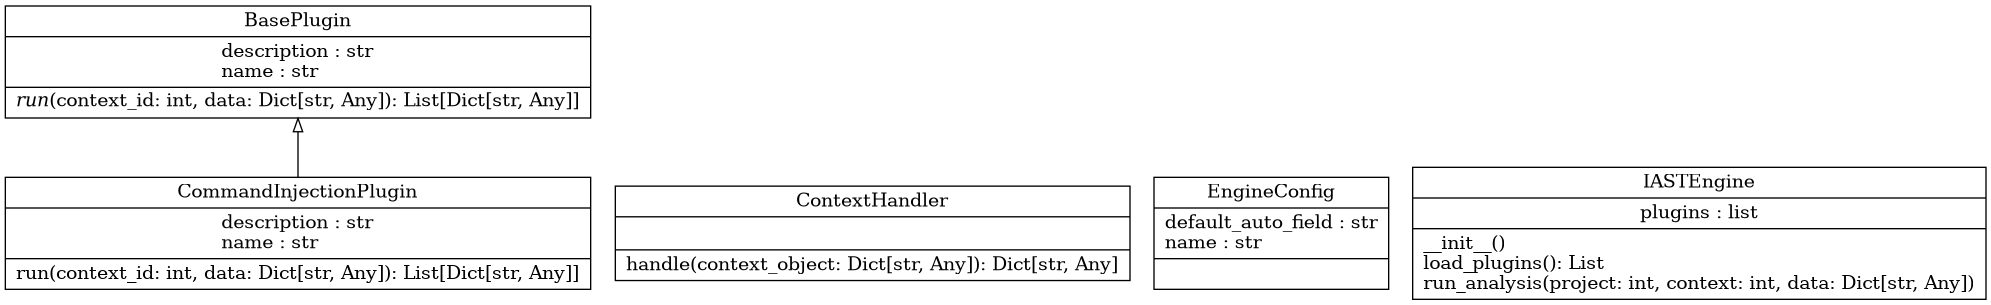 BasePlugin
description : str
name : str
run(context_id: int, data: Dict[str, Any]): List[Dict[str, Any]]
CommandInjectionPlugin
description : str
name : str
run(context_id: int, data: Dict[str, Any]): List[Dict[str, Any]]
ContextHandler
handle(context_object: Dict[str, Any]): Dict[str, Any]
EngineConfig
default_auto_field : str
name : str
IASTEngine
plugins : list
__init__()
load_plugins(): List
run_analysis(project: int, context: int, data: Dict[str, Any])